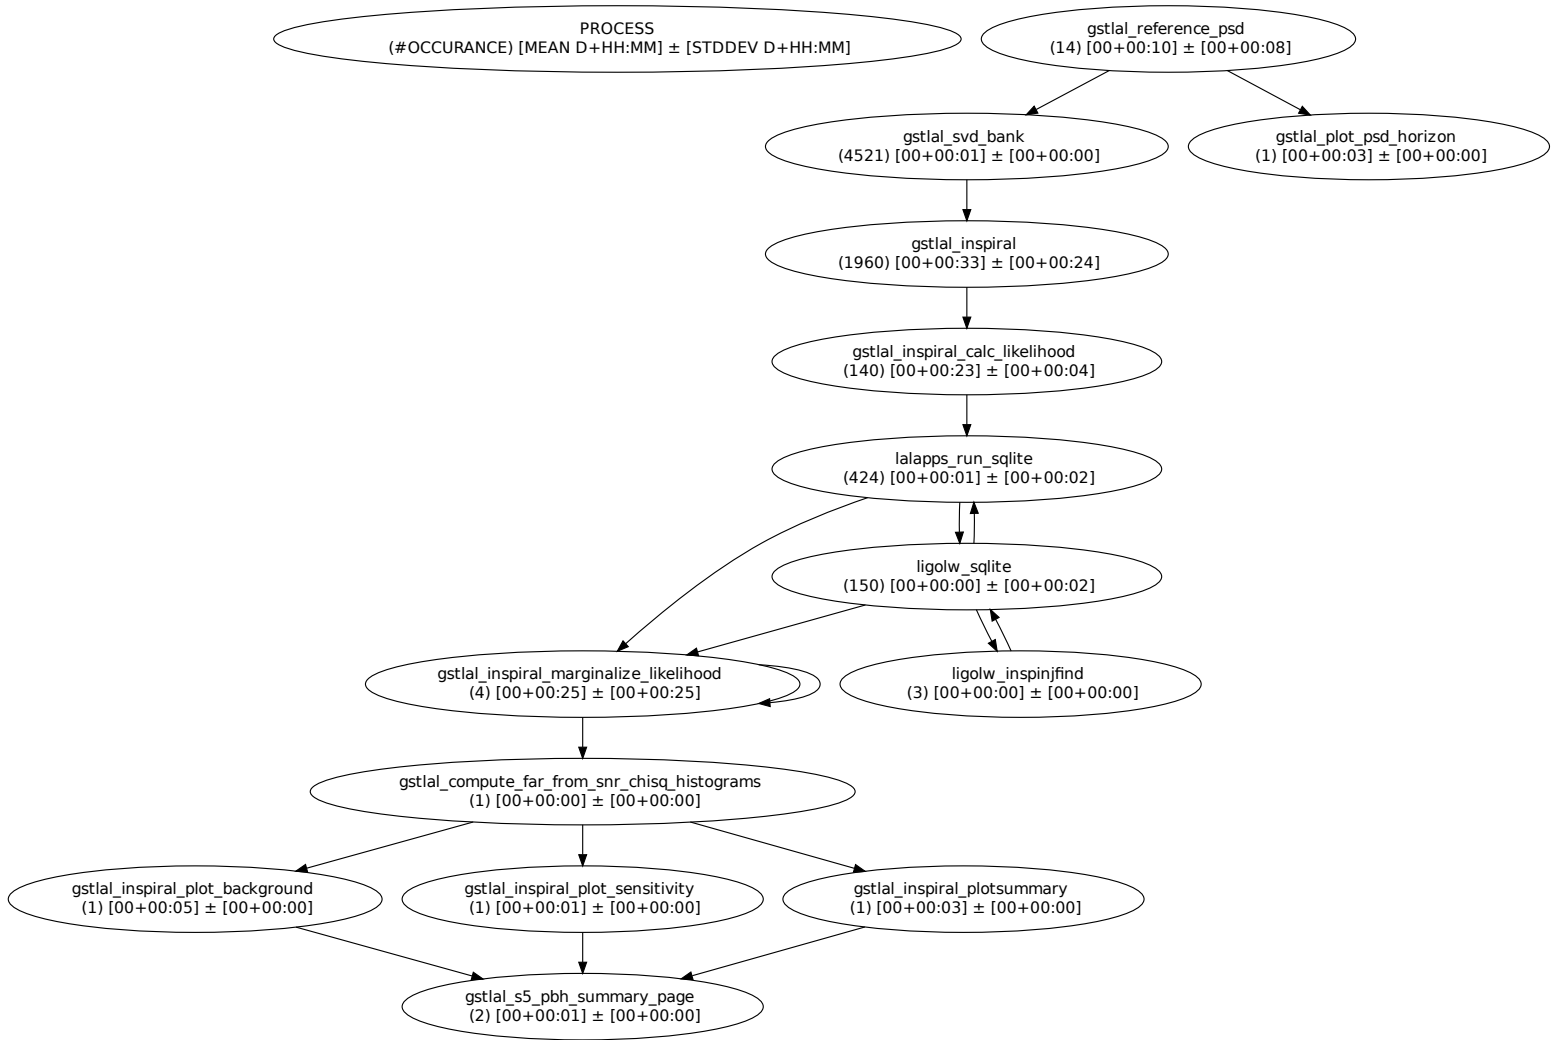 PROCESS
(#OCCURANCE) [MEAN D+HH:MM] ± [STDDEV D+HH:MM]
gstlal_reference_psd
(14) [00+00:10] ± [00+00:08]
gstlal_svd_bank
(4521) [00+00:01] ± [00+00:00]
gstlal_plot_psd_horizon
(1) [00+00:03] ± [00+00:00]
gstlal_inspiral
(1960) [00+00:33] ± [00+00:24]
gstlal_inspiral_calc_likelihood
(140) [00+00:23] ± [00+00:04]
lalapps_run_sqlite
(424) [00+00:01] ± [00+00:02]
ligolw_sqlite
(150) [00+00:00] ± [00+00:02]
gstlal_inspiral_marginalize_likelihood
(4) [00+00:25] ± [00+00:25]
ligolw_inspinjfind
(3) [00+00:00] ± [00+00:00]
gstlal_compute_far_from_snr_chisq_histograms
(1) [00+00:00] ± [00+00:00]
gstlal_inspiral_plot_background
(1) [00+00:05] ± [00+00:00]
gstlal_inspiral_plot_sensitivity
(1) [00+00:01] ± [00+00:00]
gstlal_inspiral_plotsummary
(1) [00+00:03] ± [00+00:00]
gstlal_s5_pbh_summary_page
(2) [00+00:01] ± [00+00:00]